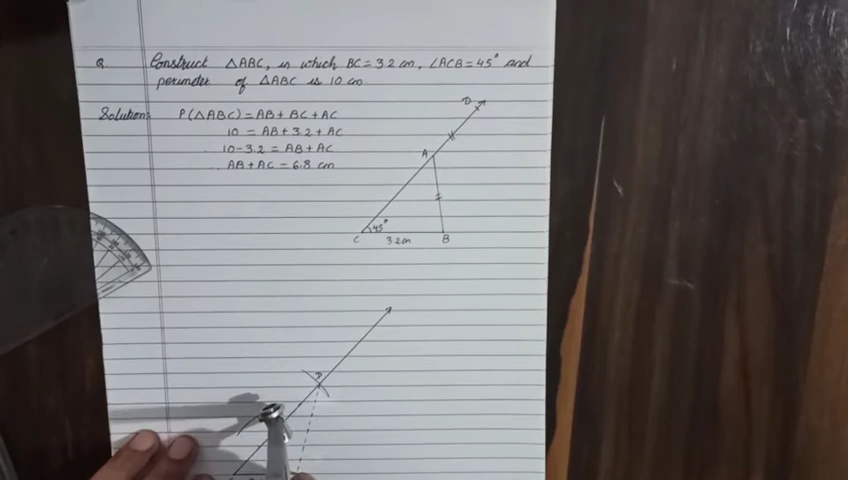 Q Construct △ABC, in which BC = 3.2 cm, ∠ACB = 45° and
perimeter of △ABC is 10 cm
Solution:- P(△ABC) = AB + BC + AC
10 = AB + 3.2 + AC
10 - 3.2 = AB + AC
AB + AC = 6.8 cm
D
A
45°
C 3.2 cm B
D